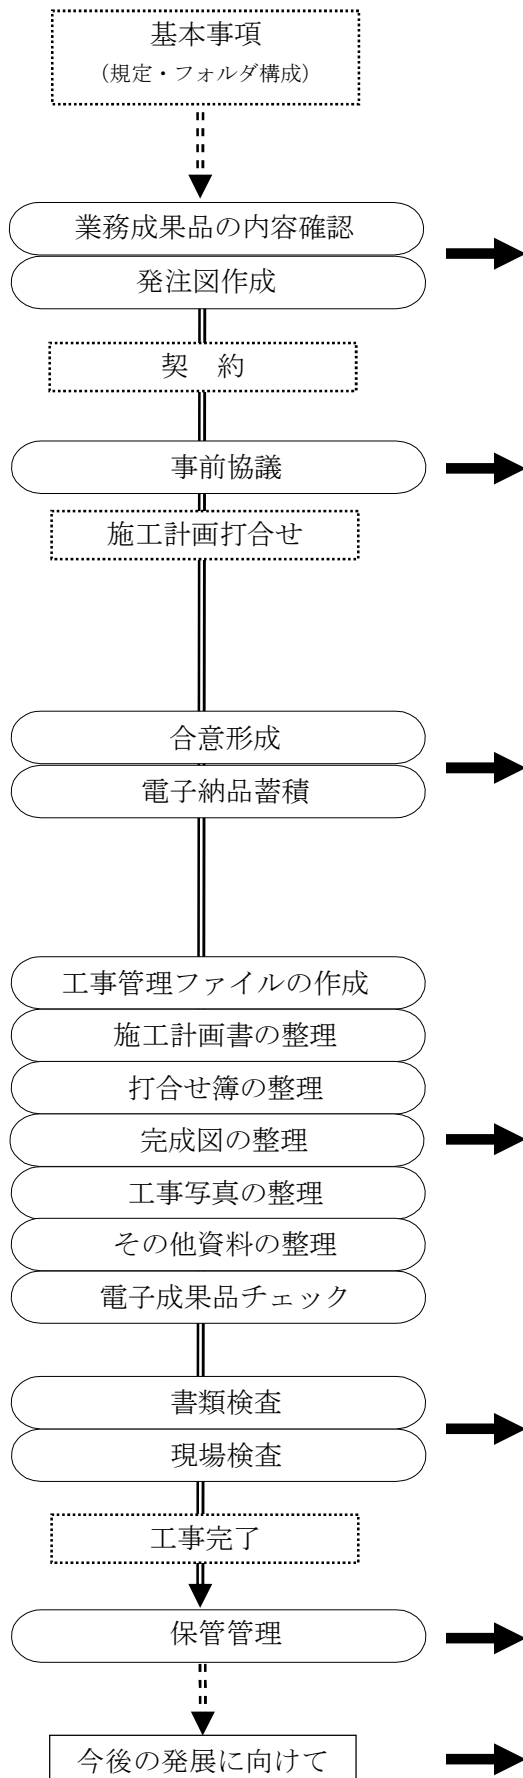 基本事項
（規定・フォルダ構成）
業務成果品の内容確認
発注図作成
契　約
事前協議
施工計画打合せ
合意形成
電子納品蓄積
工事管理ファイルの作成
施工計画書の整理
打合せ簿の整理
完成図の整理
工事写真の整理
その他資料の整理
電子成果品チェック
書類検査
現場検査
工事完了
保管管理
今後の発展に向けて